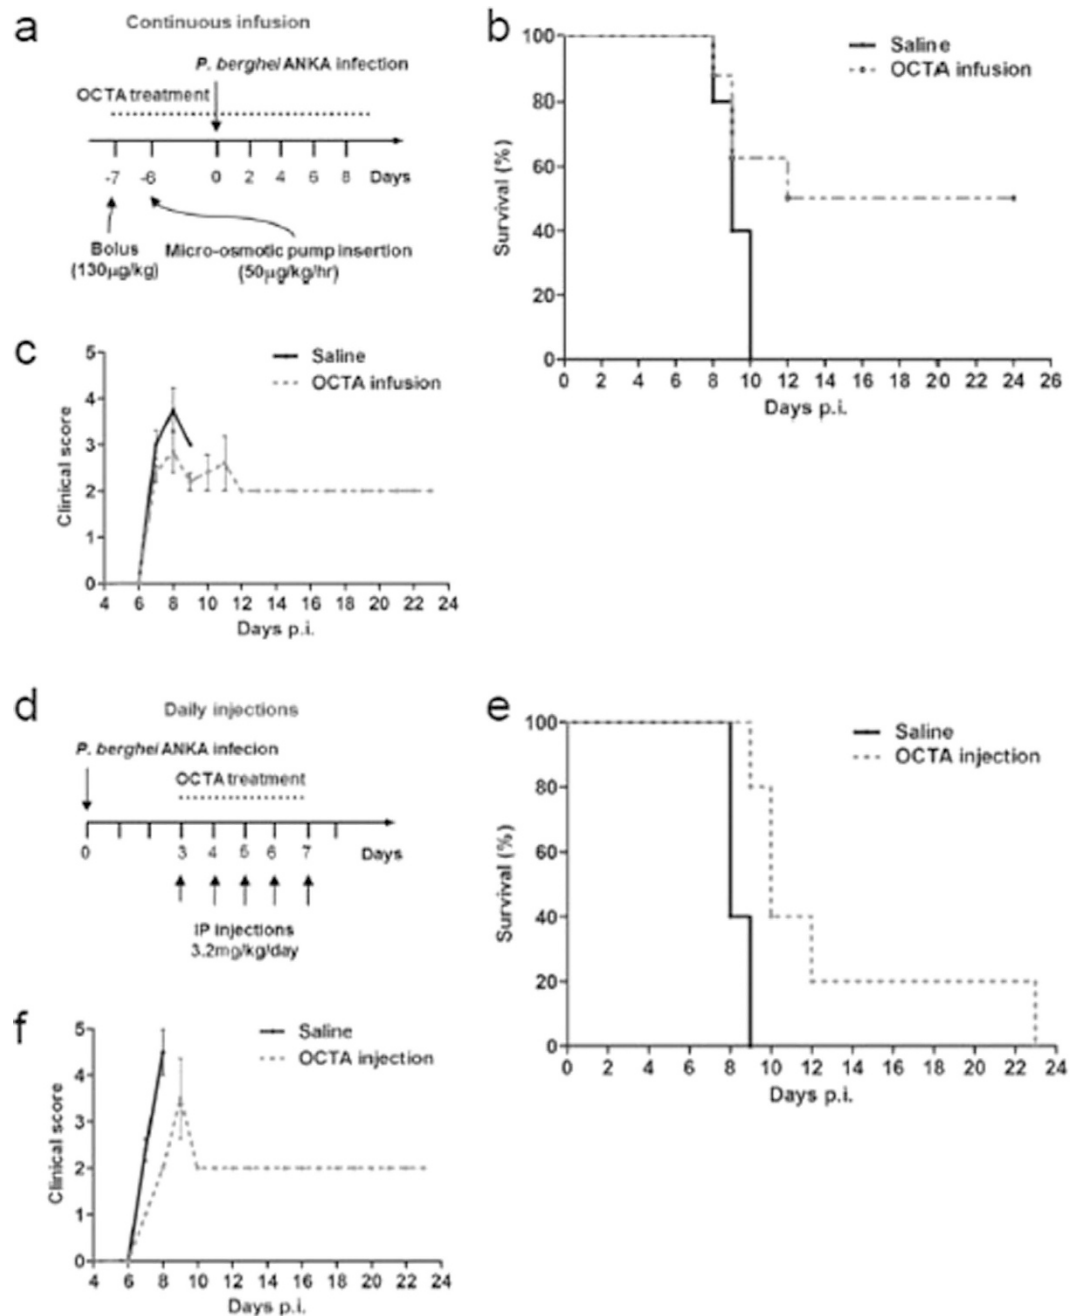 a
Continuous infusion
P. berghei ANKA infection
OCTA treatment
-7 -6 0 2 4 6 8 Days
Bolus
(130µg/kg)
Micro-osmotic pump insertion
(50µg/kg/hr)
b
Saline
OCTA infusion
Survival (%)
100
80
60
40
20
0
0 2 4 6 8 10 12 14 16 18 20 22 24 26
Days p.i.
c
Saline
OCTA infusion
Clinical score
5
4
3
2
1
0
4 6 8 10 12 14 16 18 20 22 24
Days p.i.
d
Daily injections
P. berghei ANKA infecion
OCTA treatment
0 3 4 5 6 7 Days
IP injections
3.2mg/kg/day
e
Saline
OCTA injection
Survival (%)
100
80
60
40
20
0
0 2 4 6 8 10 12 14 16 18 20 22 24
Days p.i.
f
Saline
OCTA injection
Clinical score
5
4
3
2
1
0
4 6 8 10 12 14 16 18 20 22 24
Days p.i.